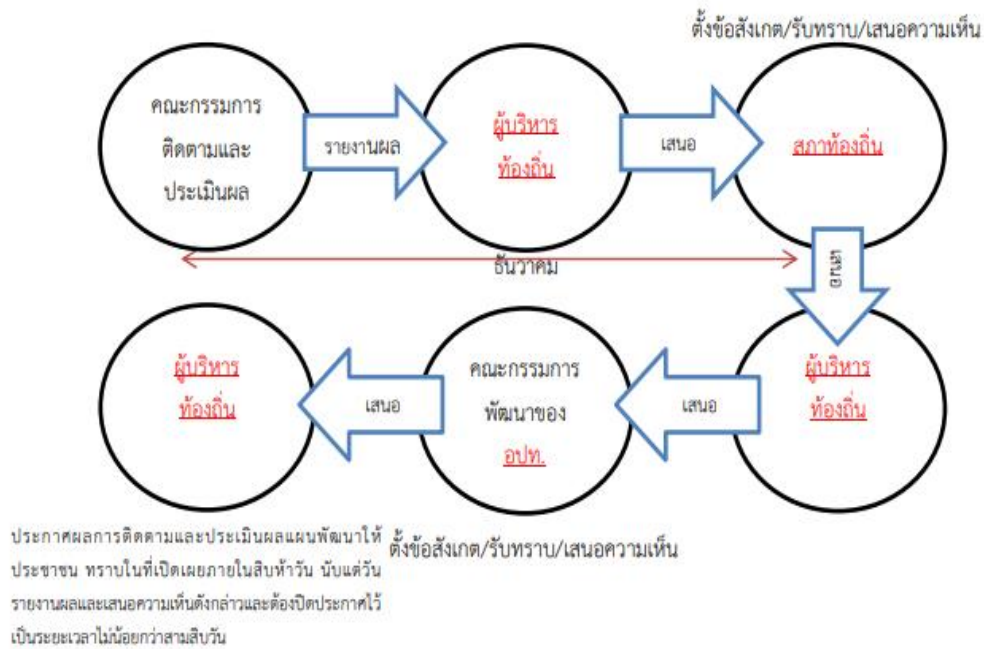 ตั้งข้อสังเกต/รับทราบ/เสนอความเห็น
คณะกรรมการ
ติดตามและ
ประเมินผล
รายงานผล
ผู้บริหาร
ท้องถิ่น
เสนอ
สภาท้องถิ่น
ธันวาคม
เสนอ
ผู้บริหาร
ท้องถิ่น
เสนอ
คณะกรรมการ
พัฒนาของ
อปท.
เสนอ
ผู้บริหาร
ท้องถิ่น
ตั้งข้อสังเกต/รับทราบ/เสนอความเห็น
ประกาศผลการติดตามและประเมินผลแผนพัฒนาให้
ประชาชน ทราบในที่เปิดเผยภายในสิบห้าวัน นับแต่วัน
รายงานผลและเสนอความเห็นดังกล่าวและต้องปิดประกาศไว้
เป็นระยะเวลาไม่น้อยกว่าสามสิบวัน